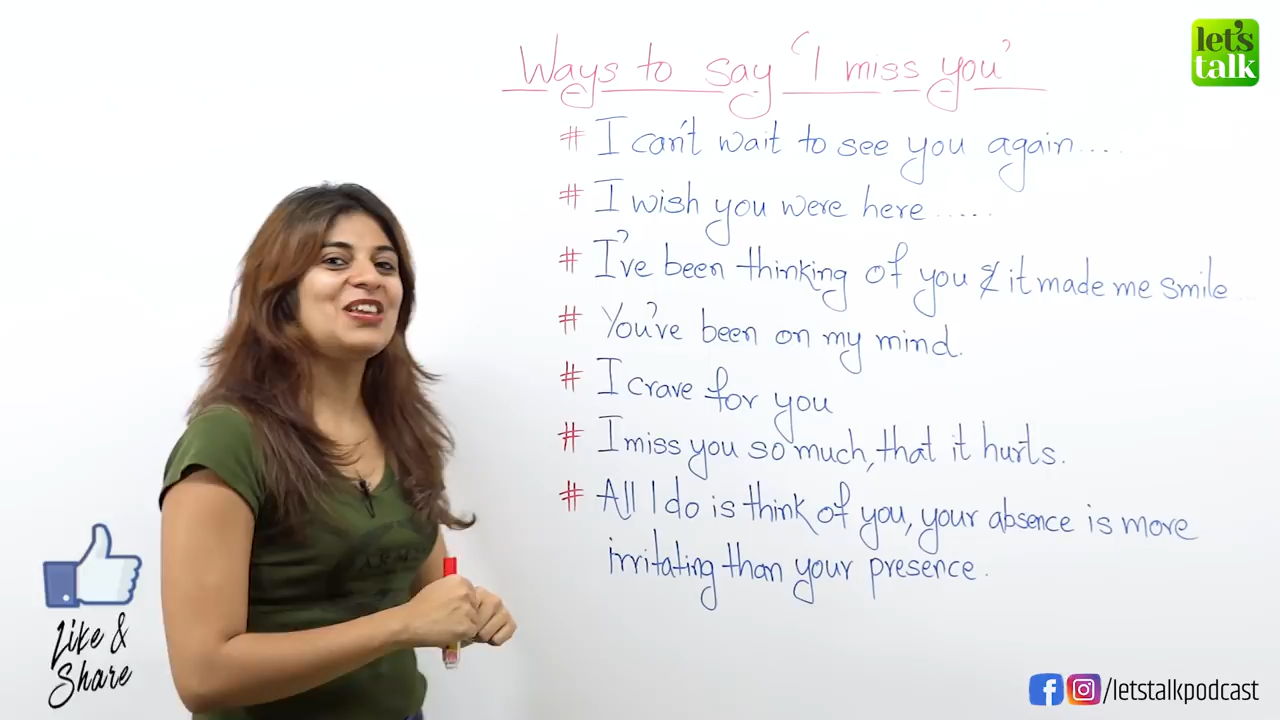 Ways to say 'I miss you'
let's
talk
# I can't wait to see you again....
# I wish you were here.....
# I've been thinking of you & it made me smile...
# You've been on my mind.
# I crave for you
# I miss you so much, that it hurts.
# All I do is think of you, your absence is more
irritating than your presence.
Like &
Share
/letstalkpodcast